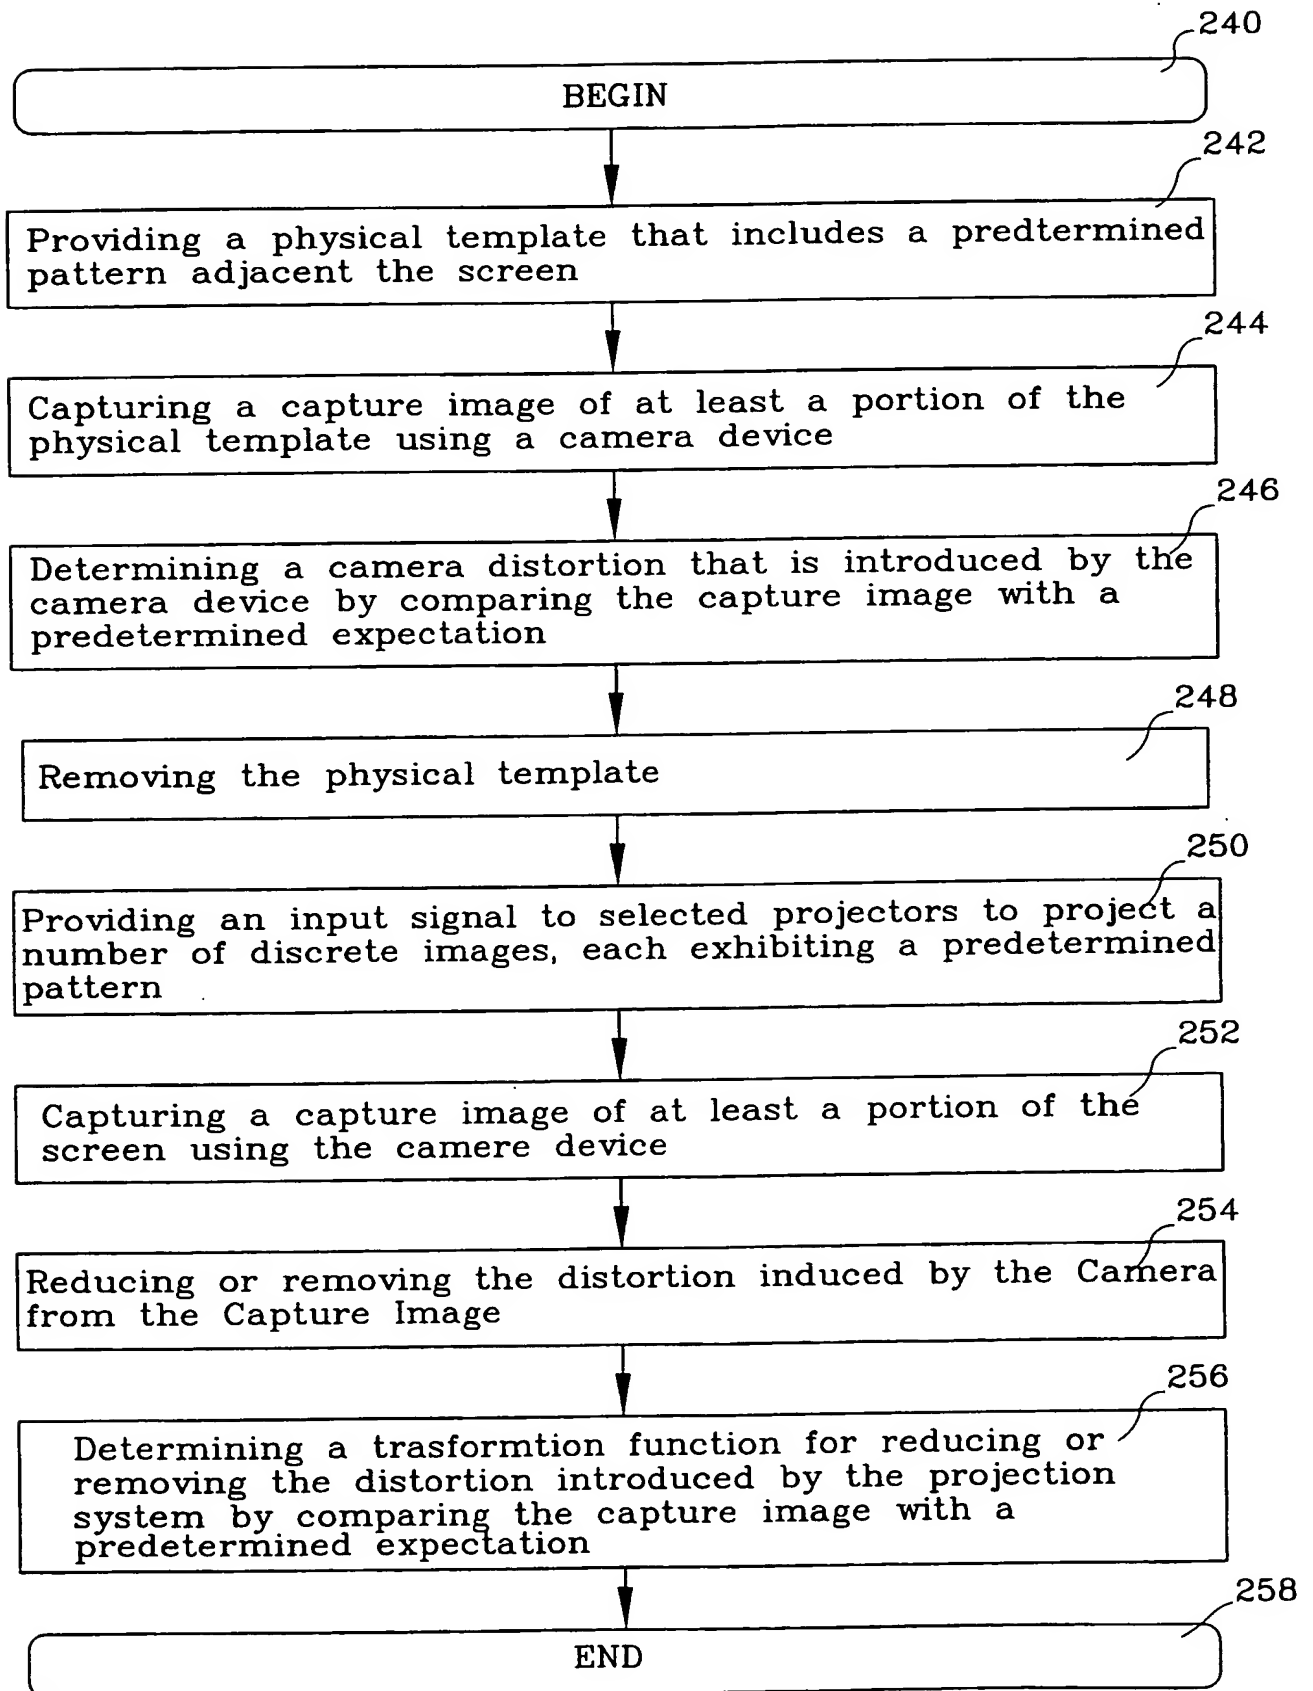 240
BEGIN
242
Providing a physical template that includes a predtermined
pattern adjacent the screen
244
Capturing a capture image of at least a portion of the
physical template using a camera device
246
Determining a camera distortion that is introduced by the
camera device by comparing the capture image with a
predetermined expectation
248
Removing the physical template
250
Providing an input signal to selected projectors to project a
number of discrete images, each exhibiting a predetermined
pattern
252
Capturing a capture image of at least a portion of the
screen using the camere device
254
Reducing or removing the distortion induced by the Camera
from the Capture Image
256
Determining a trasformtion function for reducing or
removing the distortion introduced by the projection
system by comparing the capture image with a
predetermined expectation
258
END